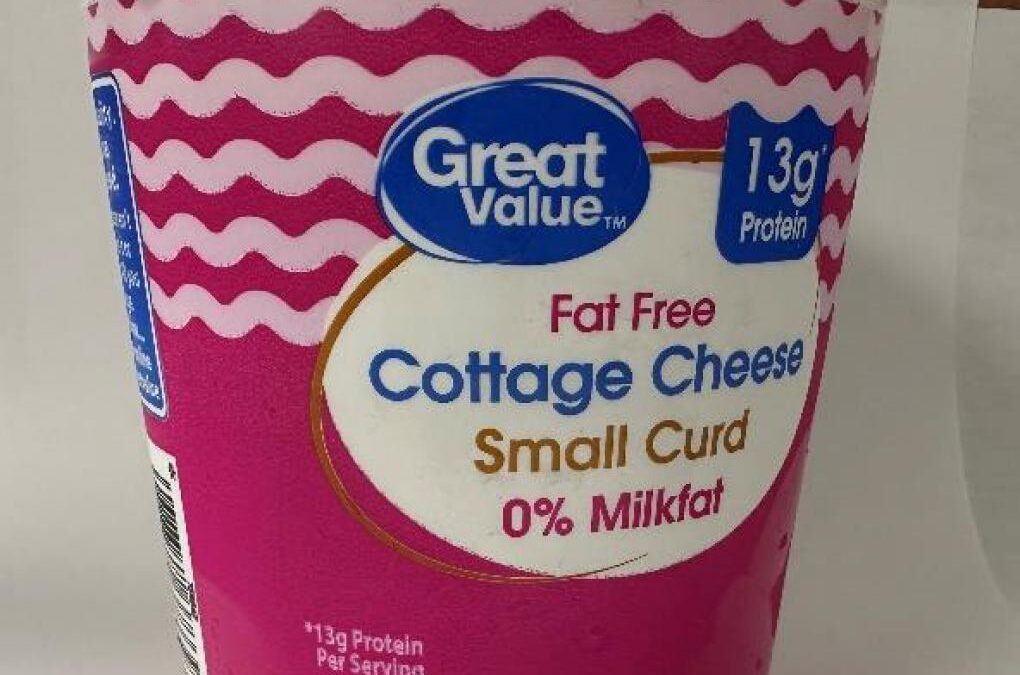 Great
Value™
13g*
Protein
Fat Free
Cottage Cheese
Small Curd
0% Milkfat
*13g Protein
Per Serving